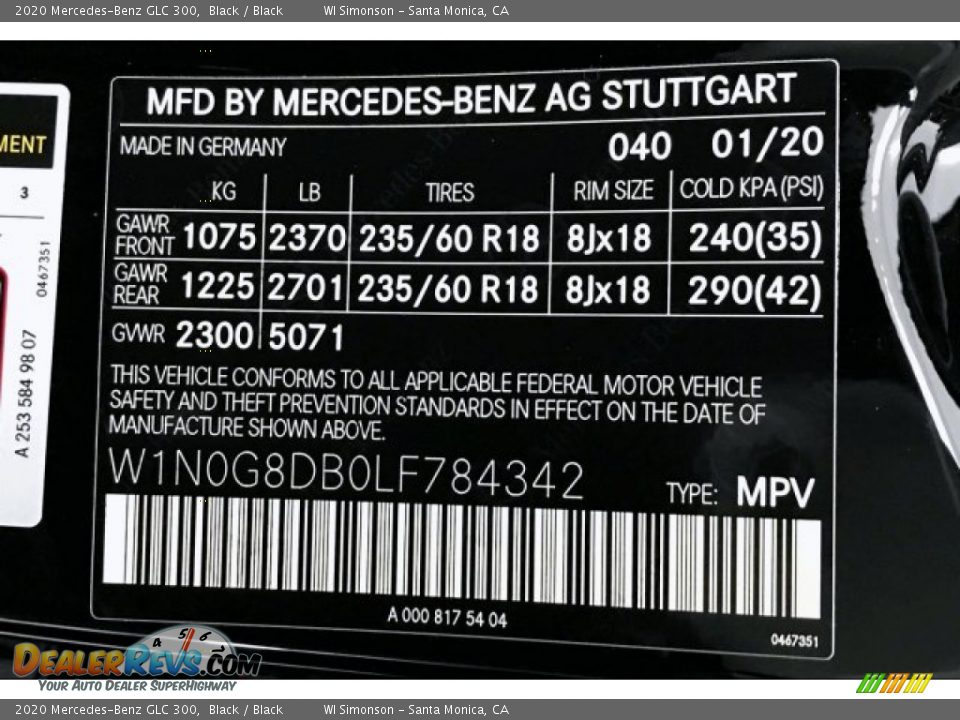 2020 Mercedes-Benz GLC 300, Black / Black WI Simonson - Santa Monica, CA
MFD BY MERCEDES-BENZ AG STUTTGART
MADE IN GERMANY 040 01/20
KG LB TIRES RIM SIZE COLD KPA (PSI)
GAWR FRONT 1075 2370 235/60 R18 8Jx18 240(35)
GAWR REAR 1225 2701 235/60 R18 8Jx18 290(42)
GVWR 2300 5071
THIS VEHICLE CONFORMS TO ALL APPLICABLE FEDERAL MOTOR VEHICLE
SAFETY AND THEFT PREVENTION STANDARDS IN EFFECT ON THE DATE OF
MANUFACTURE SHOWN ABOVE.
W1N0G8DB0LF784342 TYPE: MPV
A 000 817 54 04
0467351
MENT
3
0467351
A 253 584 98 07
4 5 6
DEALERREVS.COM
YOUR AUTO DEALER SUPERHIGHWAY
2020 Mercedes-Benz GLC 300, Black / Black WI Simonson - Santa Monica, CA